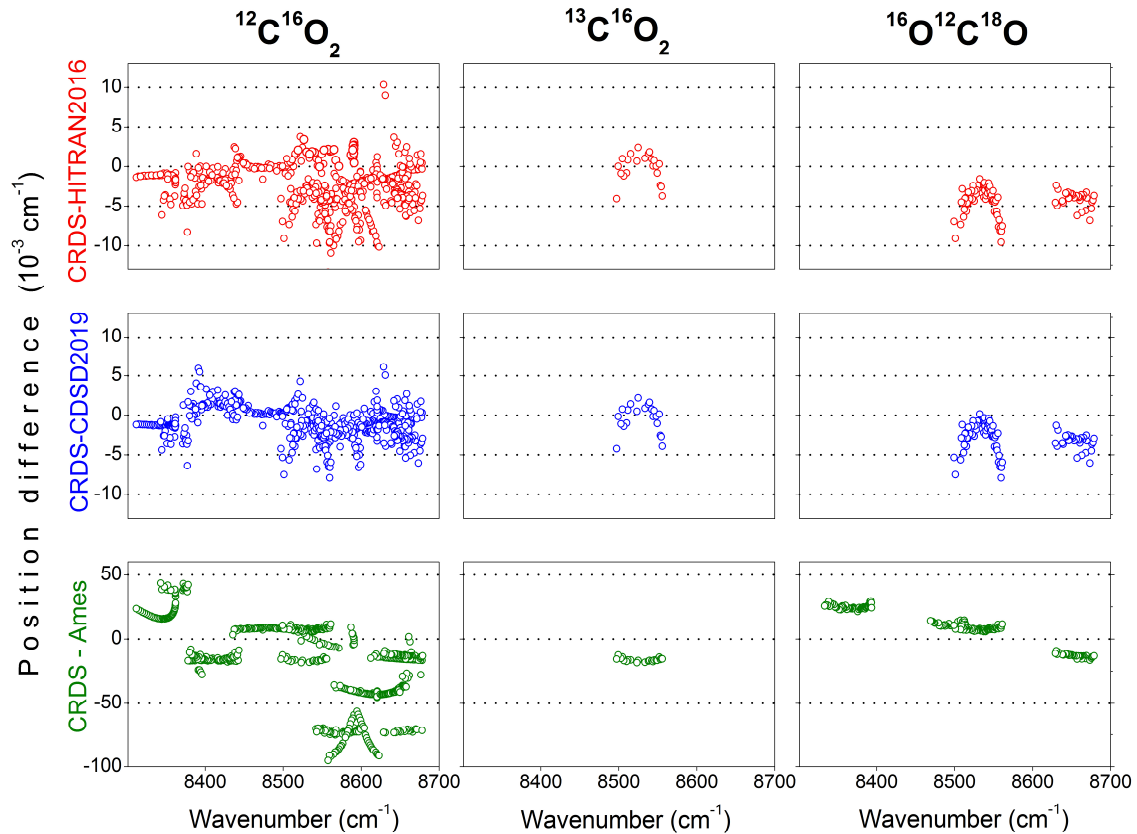 ¹²C¹⁶O₂ ¹³C¹⁶O₂ ¹⁶O¹²C¹⁸O
Position difference (10⁻³ cm⁻¹)
CRDS-HITRAN2016
10
5
0
-5
-10
CRDS-CDSD2019
10
5
0
-5
-10
CRDS - Ames
50
0
-50
-100
8400 8500 8600 8700 8400 8500 8600 8700 8400 8500 8600 8700
Wavenumber (cm⁻¹) Wavenumber (cm⁻¹) Wavenumber (cm⁻¹)